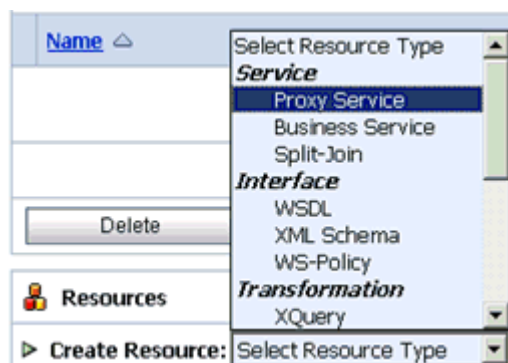 Name
Select Resource Type
Service
Proxy Service
Business Service
Split-Join
Interface
WSDL
XML Schema
WS-Policy
Transformation
XQuery
Delete
Resources
Create Resource: Select Resource Type